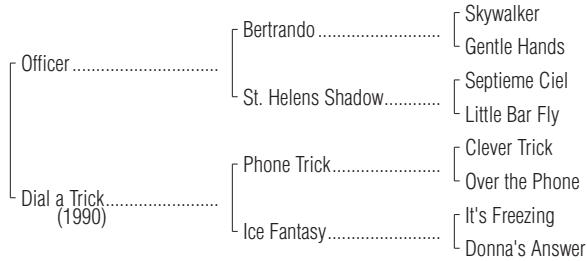 Skywalker
Bertrando
Gentle Hands
Officer
Septieme Ciel
St. Helens Shadow
Little Bar Fly
Clever Trick
Phone Trick
Over the Phone
Dial a Trick
(1990)
It's Freezing
Ice Fantasy
Donna's Answer